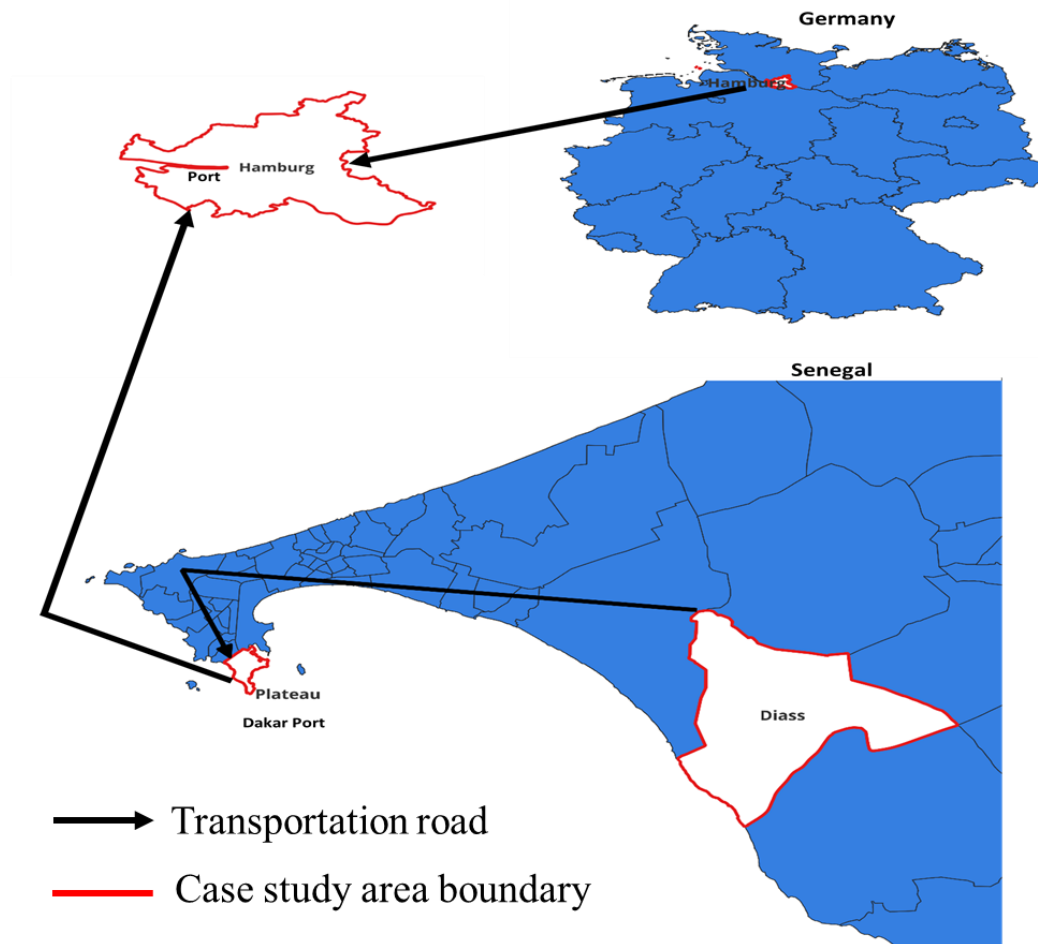 Germany
Hamburg
Hamburg
Port
Senegal
Plateau
Dakar Port
Diass
Transportation road
Case study area boundary